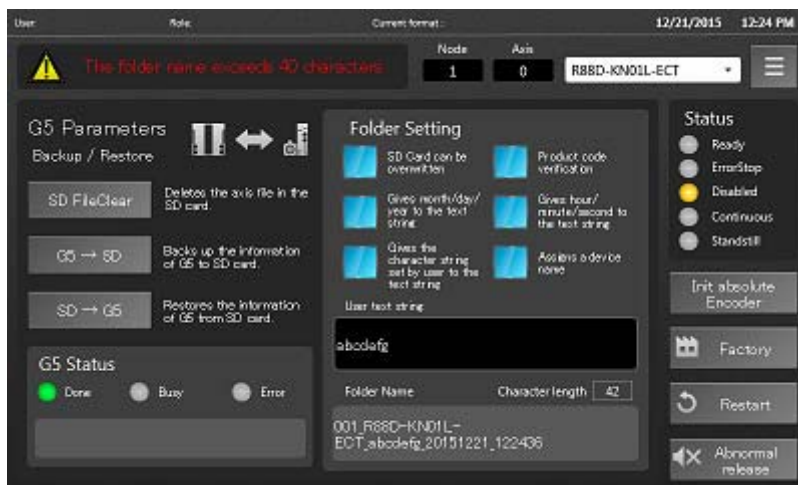 User:
Role:
Current format :
12/21/2015 12:24 PM
The folder name exceeds 40 characters.
Node
Axis
1
0
R88D-KN01L-ECT
G5 Parameters
Backup / Restore
SD FileClear
Deletes the axis file in the
SD card.
G5 → SD
Backs up the information
of G5 to SD card.
SD → G5
Restores the information
of G5 from SD card.
G5 Status
Done
Busy
Error
Folder Setting
SD Card can be
overwritten
Product code
verification
Gives month/day/
year to the text
string
Gives hour/
minute/second to
the text string
Gives the
character string
set by user to the
text string
Assigns a device
name
User text string
abcdefg
Folder Name
Character length
42
001_R88D-KN01L-
ECT_abcdefg_20151221_122436
Status
Ready
ErrorStop
Disabled
Continuous
Standstill
Init absolute
Encoder
Factory
Restart
Abnormal
release